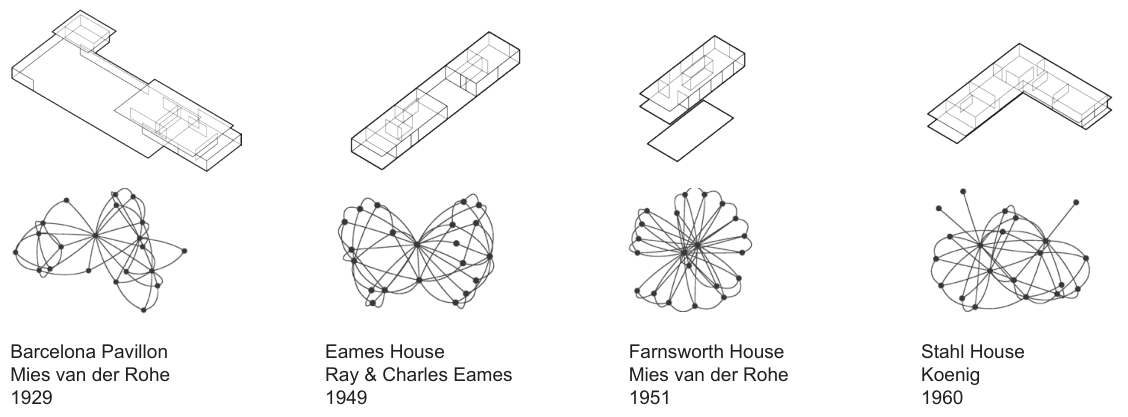 Barcelona Pavillon
Mies van der Rohe
1929
Eames House
Ray & Charles Eames
1949
Farnsworth House
Mies van der Rohe
1951
Stahl House
Koenig
1960